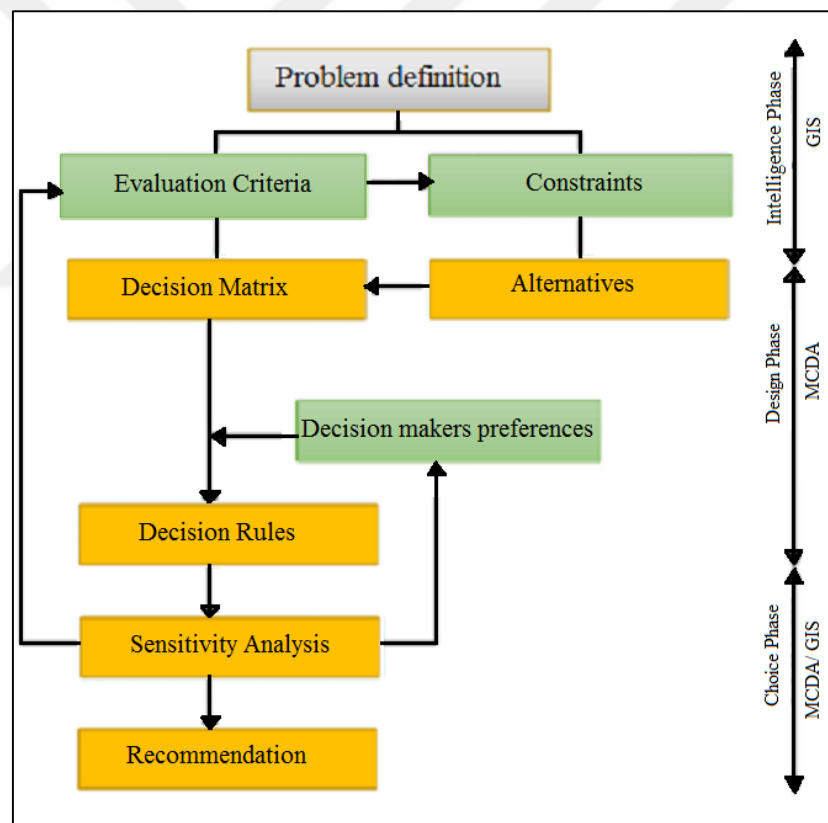 Problem definition
Evaluation Criteria
Constraints
Decision Matrix
Alternatives
Decision makers preferences
Decision Rules
Sensitivity Analysis
Recommendation
Intelligence Phase
GIS
Design Phase
MCDA
Choice Phase
MCDA/ GIS